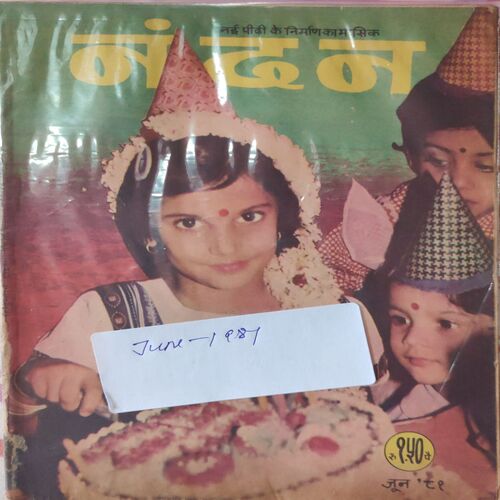 नई पीढ़ी के निर्माण का मासिक
नंदन
June-1981
रु १.५० पै
जून '८१